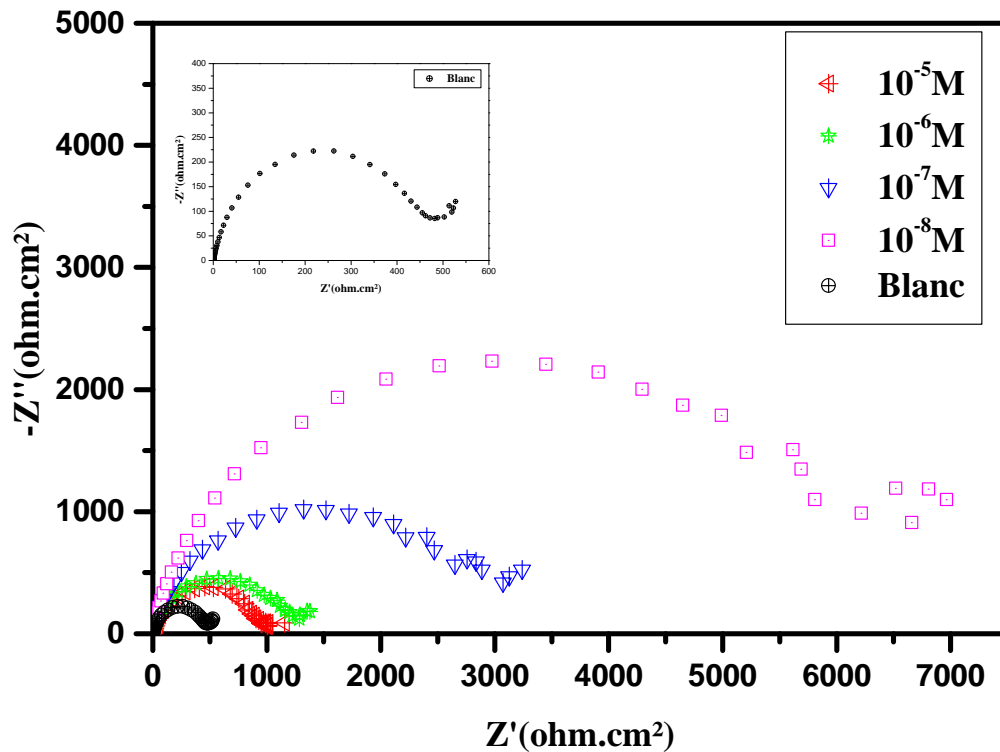 5000
4000
3000
2000
1000
0
-Z''(ohm.cm²)
0 1000 2000 3000 4000 5000 6000 7000
Z'(ohm.cm²)
10⁻⁵M
10⁻⁶M
10⁻⁷M
10⁻⁸M
Blanc
400
350
300
250
200
150
100
50
0
-Z''(ohm.cm²)
Blanc
0 100 200 300 400 500 600
Z'(ohm.cm²)